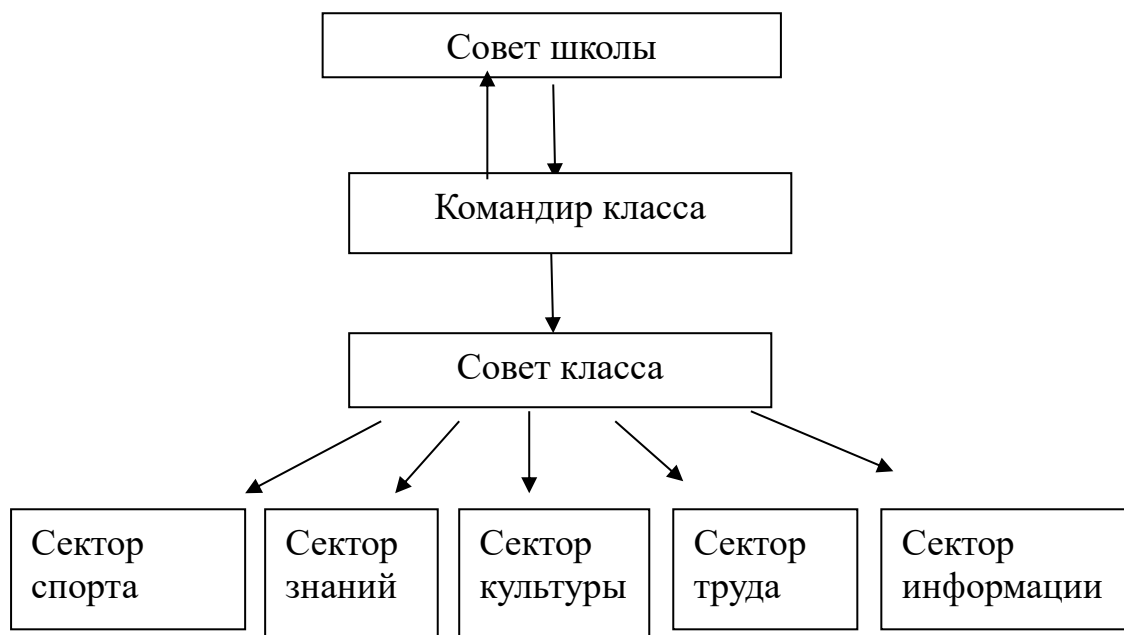 Совет школы
Командир класса
Совет класса
Сектор
спорта
Сектор
знаний
Сектор
культуры
Сектор
труда
Сектор
информации